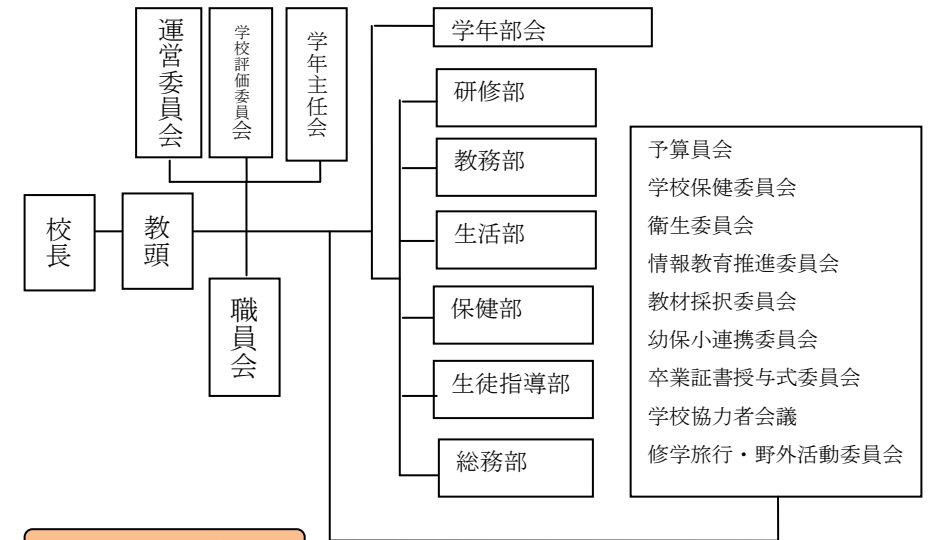 運営委員会
学校評価委員会
学年主任会
校長
教頭
職員会
学年部会
研修部
教務部
生活部
保健部
生徒指導部
総務部
予算員会
学校保健委員会
衛生委員会
情報教育推進委員会
教材採択委員会
幼保小連携委員会
卒業証書授与式委員会
学校協力者会議
修学旅行・野外活動委員会